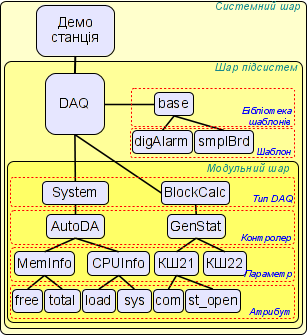 Системний шар
Демо
станція
Шар підсистем
DAQ
base
Бібліотека
шаблонів
digAlarm
smplBrd
Шаблон
Модульний шар
System
BlockCalc
Тип DAQ
AutoDA
GenStat
Контролер
MemInfo
CPUInfo
КШ21
КШ22
Параметр
free
total
load
sys
com
st_open
Атрибут